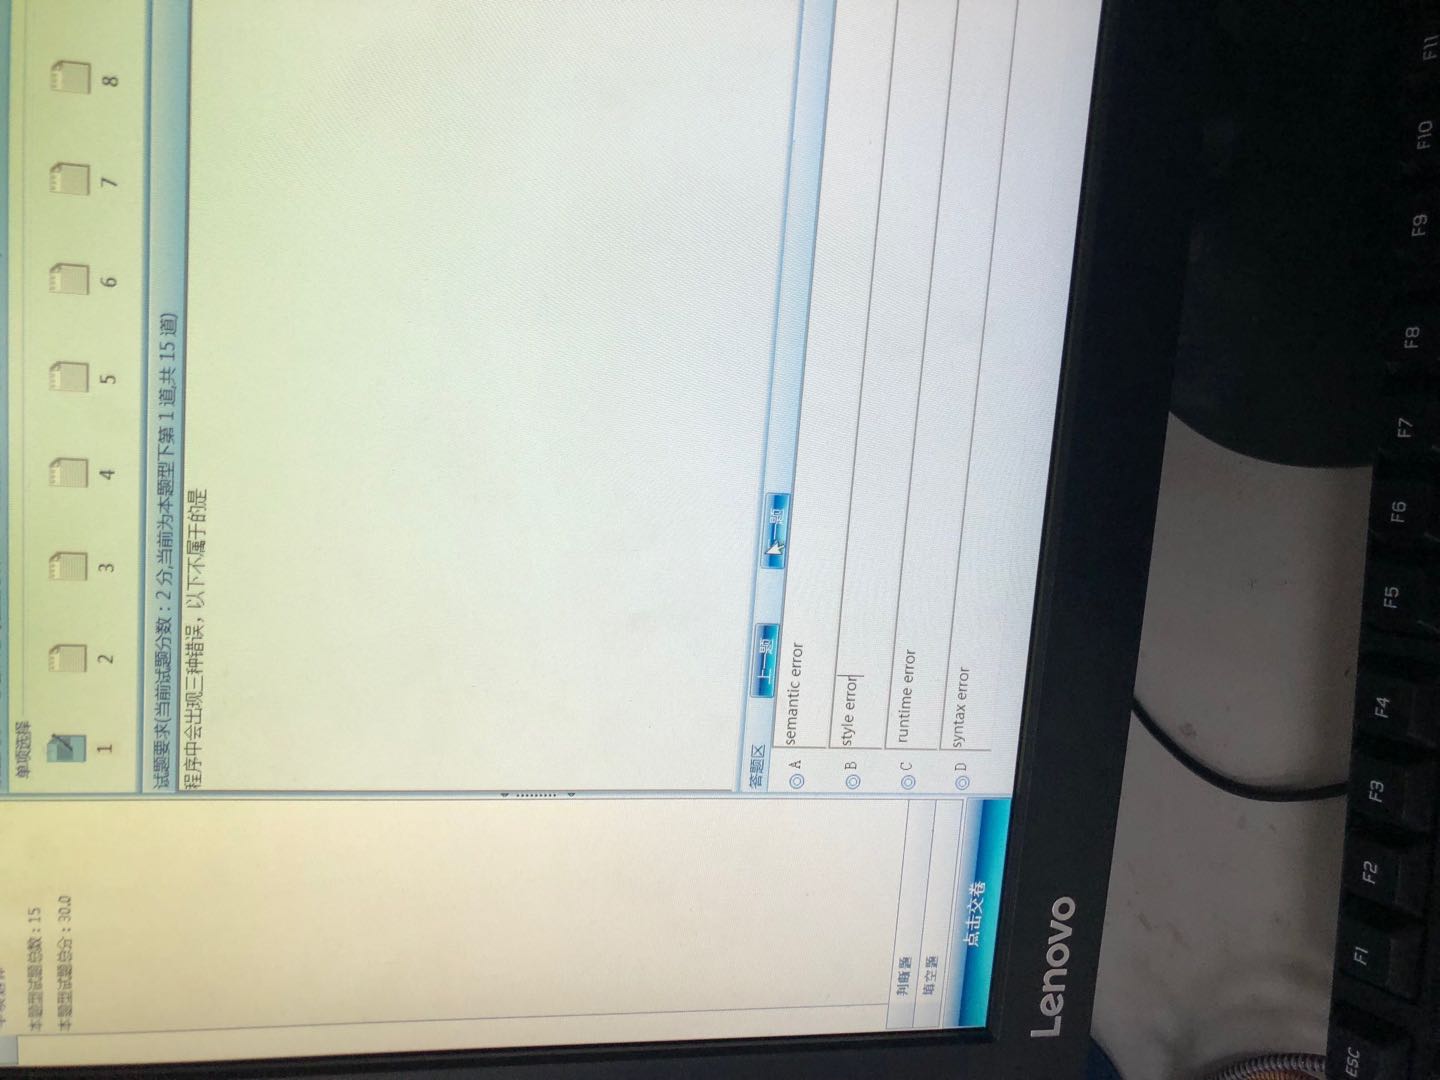 本题型试题总数：15
本题型试题总分：30.0
单项选择
1 2 3 4 5 6 7 8
试题要求(当前试题分数：2 分,当前为本题型下第 1 道,共 15 道)
程序中会出现三种错误，以下不属于的是
答题区
上一题
一题
A semantic error
B style error
C runtime error
D syntax error
判断题
填空题
点击交卷
Lenovo
ESC F1 F2 F3 F4 F5 F6 F7 F8 F9 F10 F11